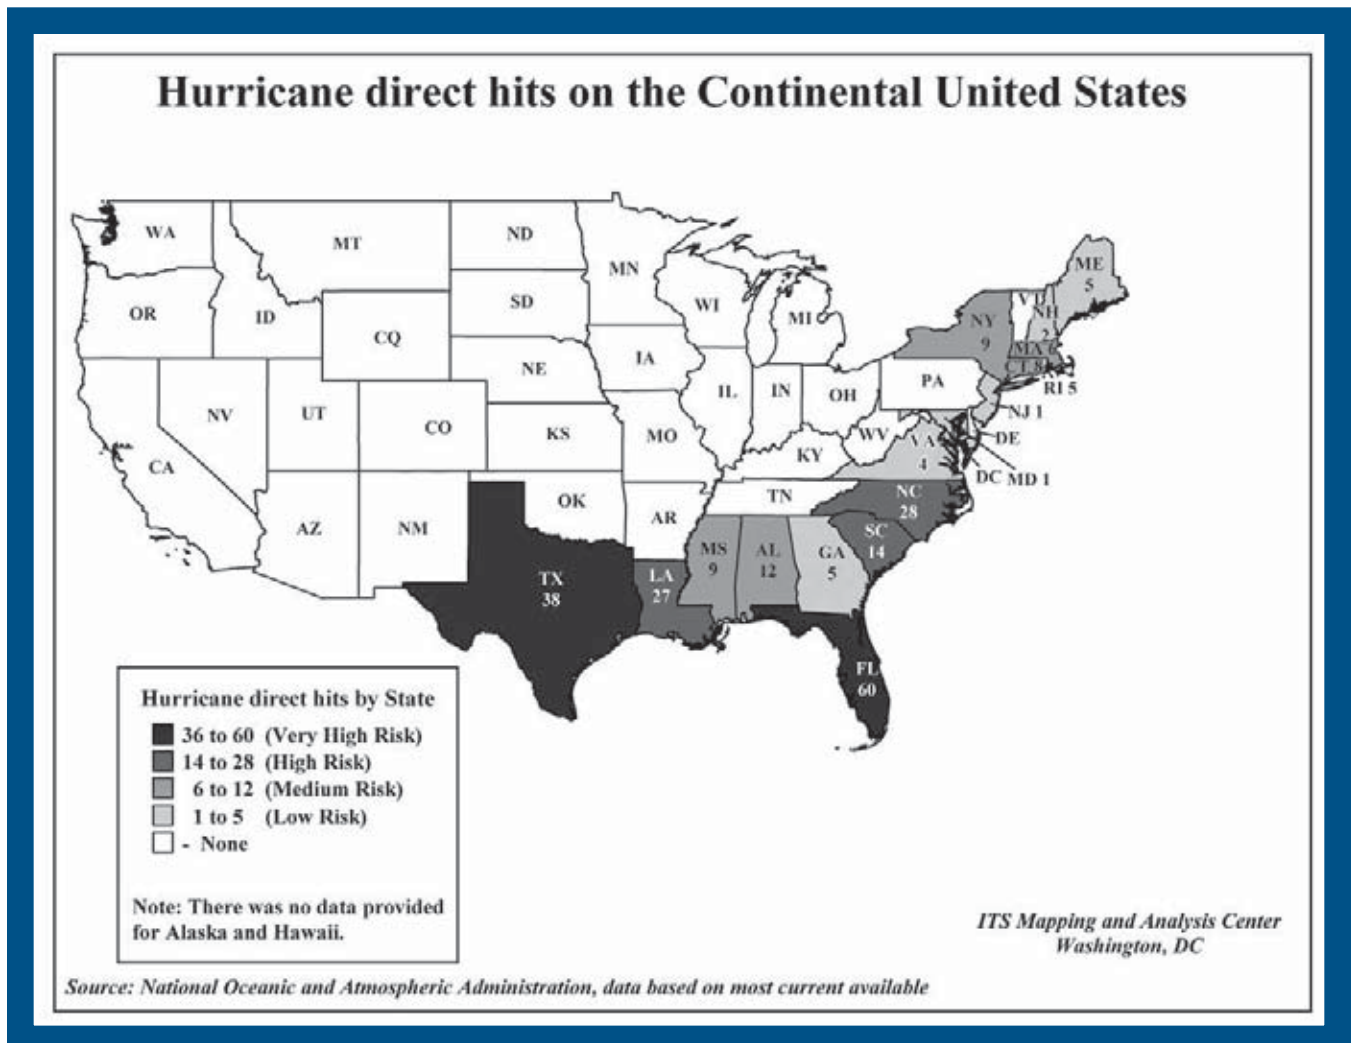 Hurricane direct hits on the Continental United States
WA
MT
ND
MN
ME
5
OR
ID
SD
WI
MI
NY
9
NH
2
CQ
MA 6
CT 8
RI 5
IA
NE
PA
NJ 1
NV
UT
CO
IL
IN
OH
DE
KS
MO
WV
VA
4
KY
DC
MD 1
CA
TN
NC
28
OK
AR
AZ
NM
SC
14
MS
9
AL
12
GA
5
TX
38
LA
27
FL
60
Hurricane direct hits by State
36 to 60 (Very High Risk)
14 to 28 (High Risk)
6 to 12 (Medium Risk)
1 to 5 (Low Risk)
- None
Note: There was no data provided
for Alaska and Hawaii.
ITS Mapping and Analysis Center
Washington, DC
Source: National Oceanic and Atmospheric Administration, data based on most current available